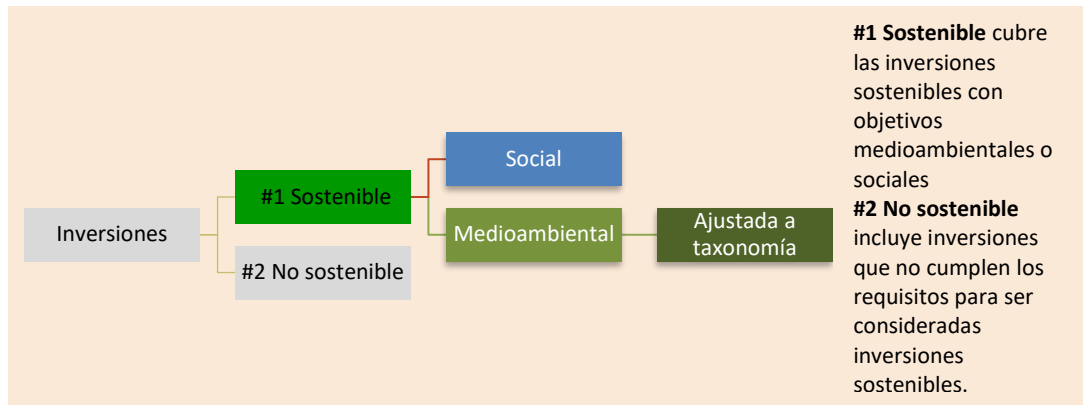 Inversiones
#1 Sostenible
#2 No sostenible
Social
Medioambiental
Ajustada a
taxonomía
#1 Sostenible cubre
las inversiones
sostenibles con
objetivos
medioambientales o
sociales
#2 No sostenible
incluye inversiones
que no cumplen los
requisitos para ser
consideradas
inversiones
sostenibles.